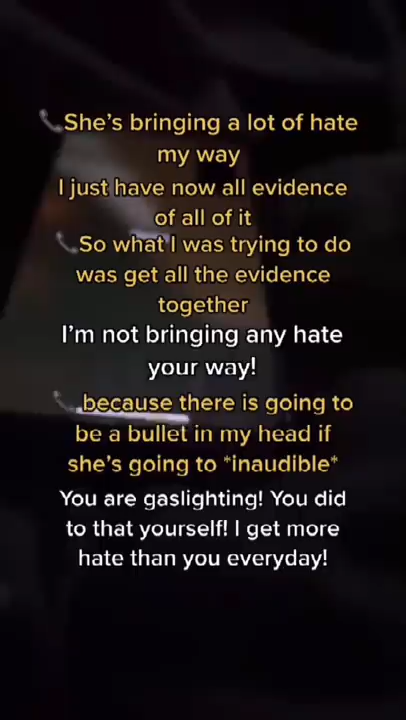 📞She's bringing a lot of hate
my way
I just have now all evidence
of all of it
📞So what I was trying to do
was get all the evidence
together
I'm not bringing any hate
your way!
📞because there is going to
be a bullet in my head if
she's going to *inaudible*
You are gaslighting! You did
to that yourself! I get more
hate than you everyday!